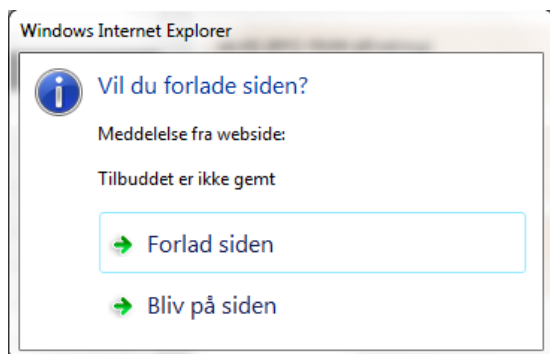 Windows Internet Explorer
Vil du forlade siden?
Meddelelse fra webside:
Tilbuddet er ikke gemt
Forlad siden
Bliv på siden